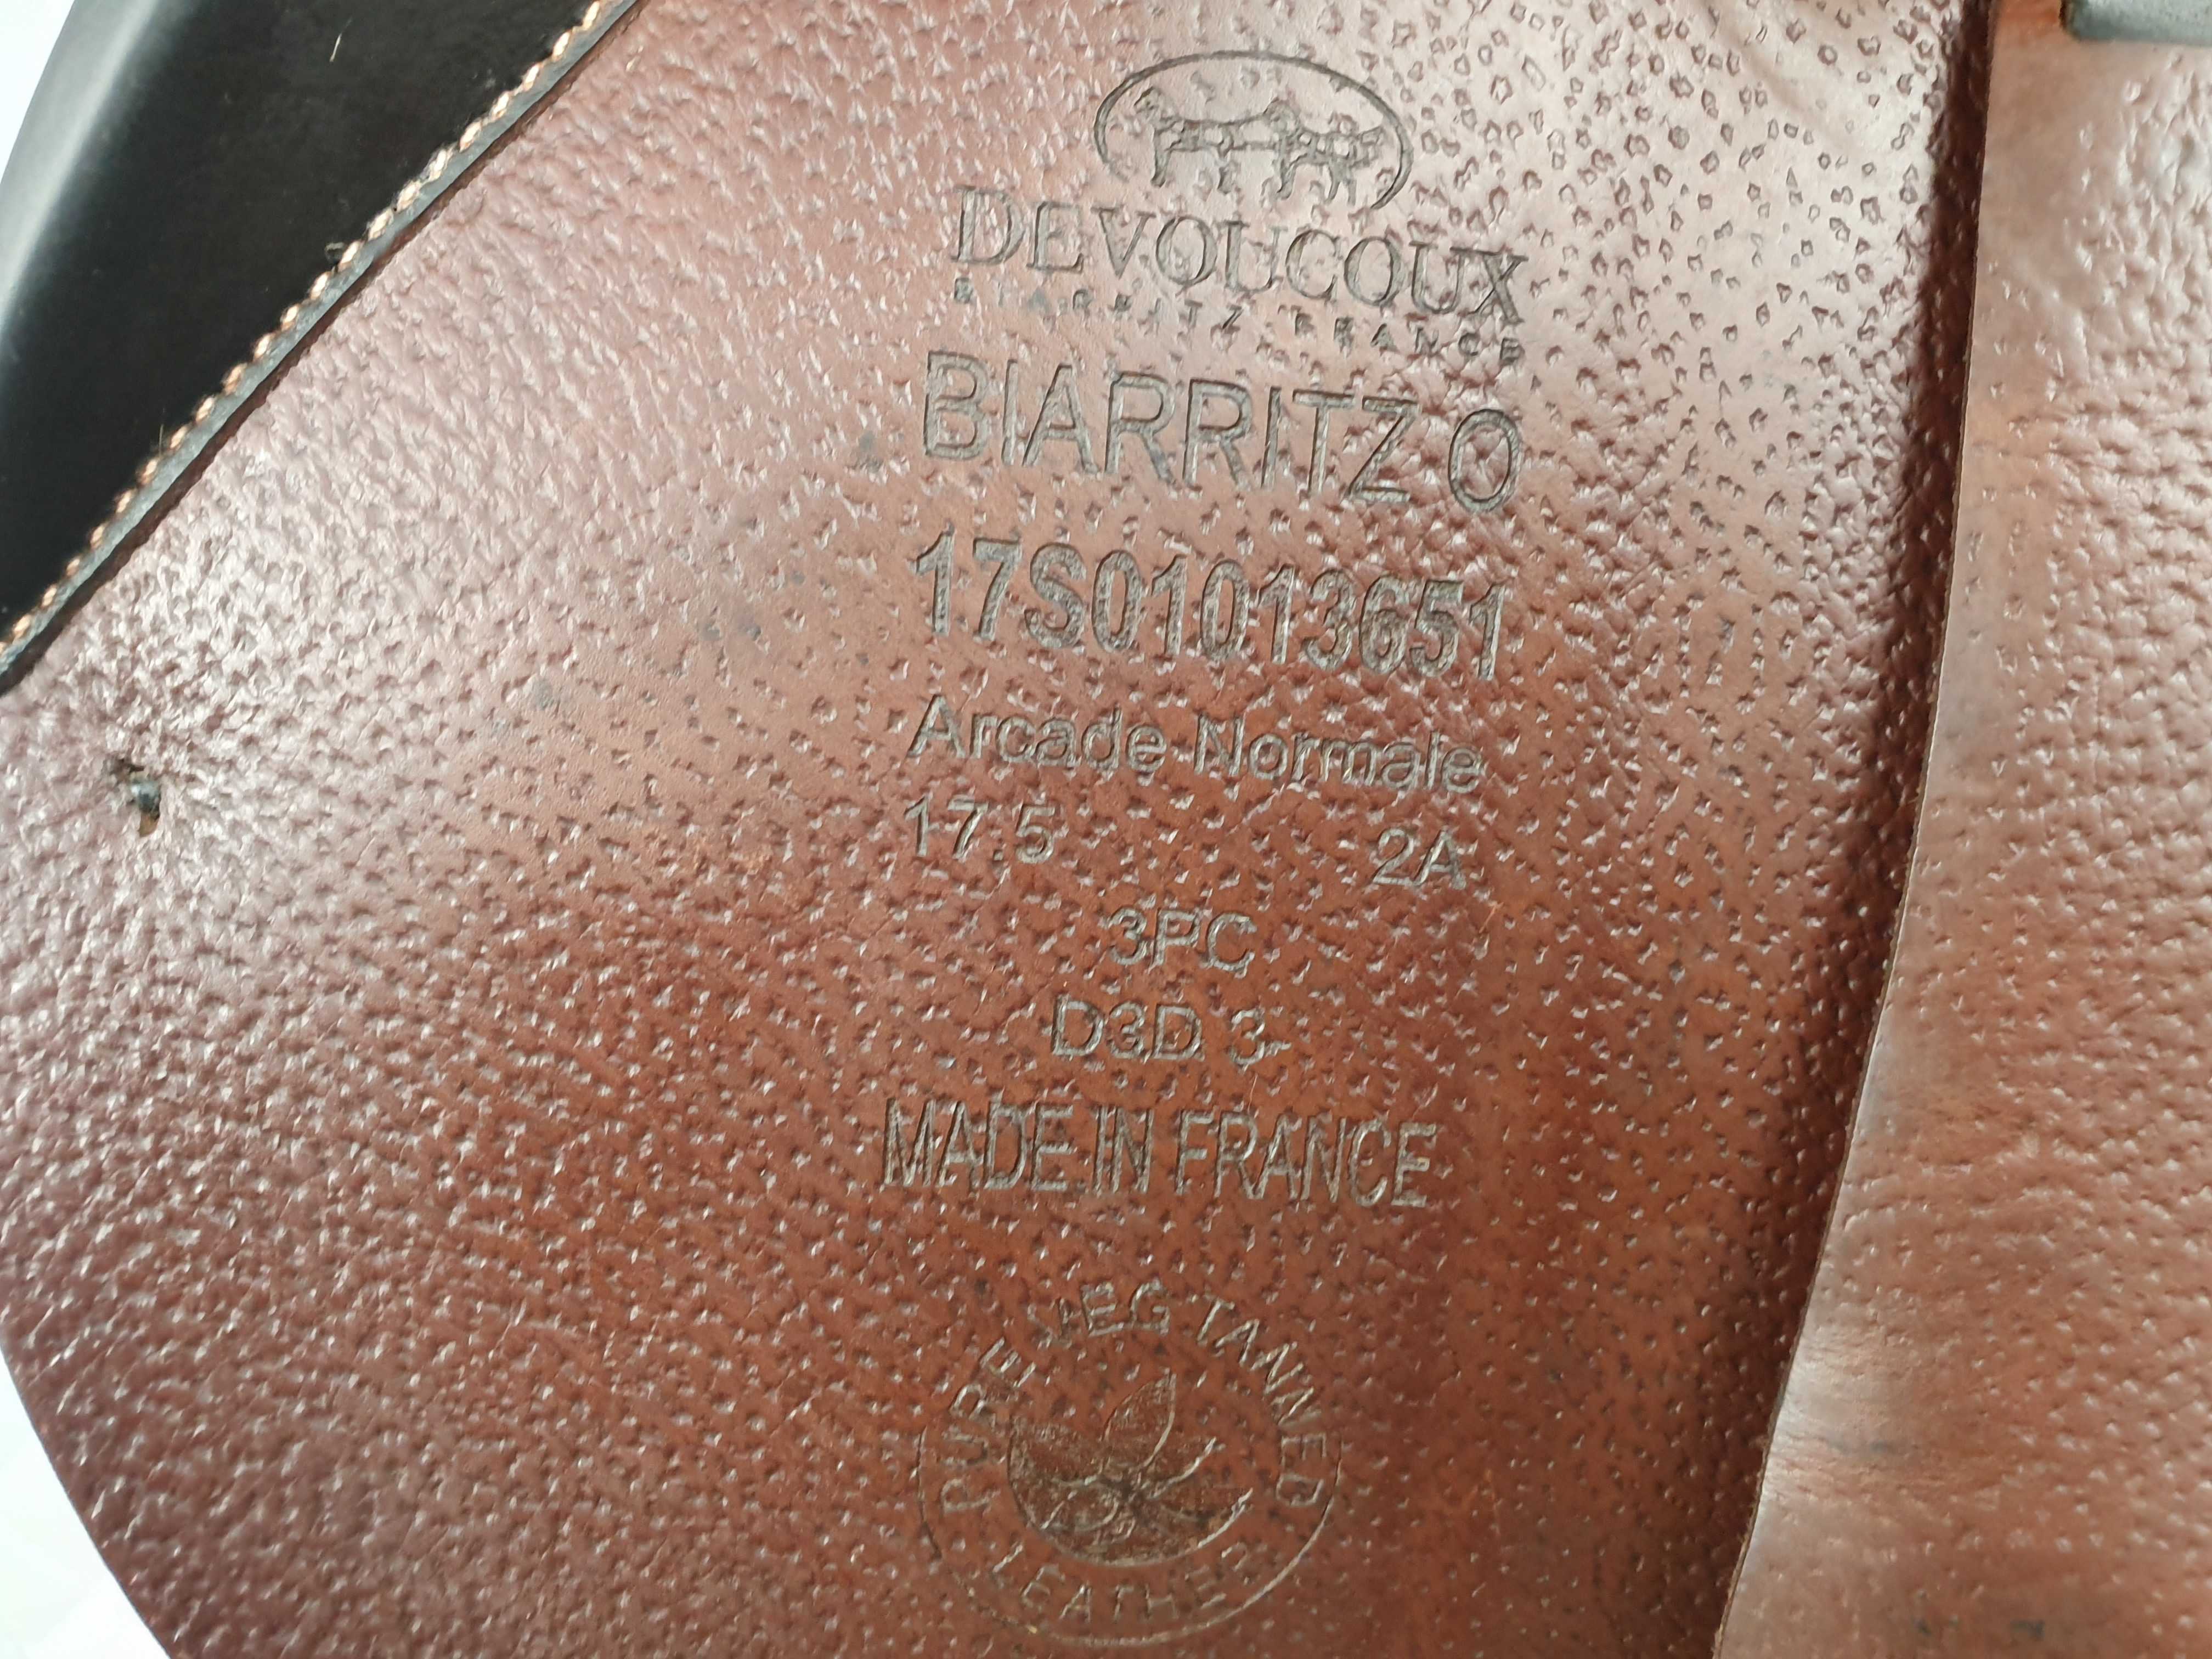 DEVOUCOUX
BIARRITZ FRANCE
BIARRITZ O
17S01013651
Arcade Normale
17.5 2A
3PC
D3D 3
MADE IN FRANCE
PURE VEG TANNED
LEATHER